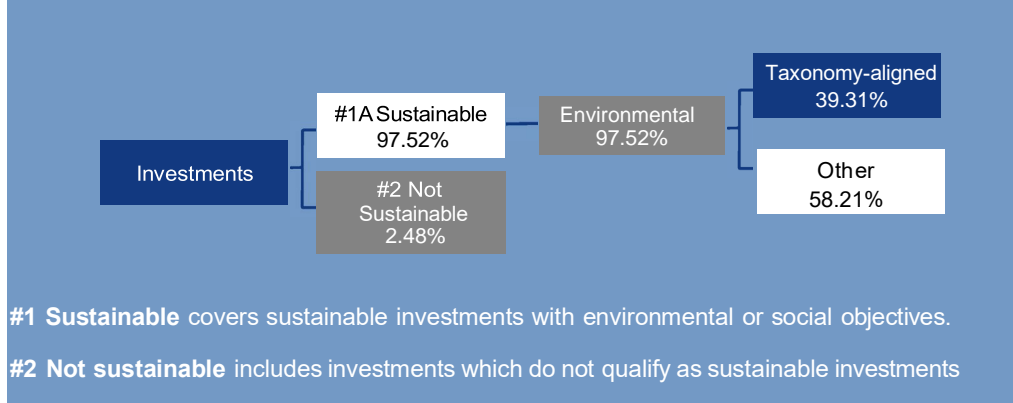 Investments
#1A Sustainable
97.52%
#2 Not
Sustainable
2.48%
Environmental
97.52%
Taxonomy-aligned
39.31%
Other
58.21%
#1 Sustainable covers sustainable investments with environmental or social objectives.
#2 Not sustainable includes investments which do not qualify as sustainable investments